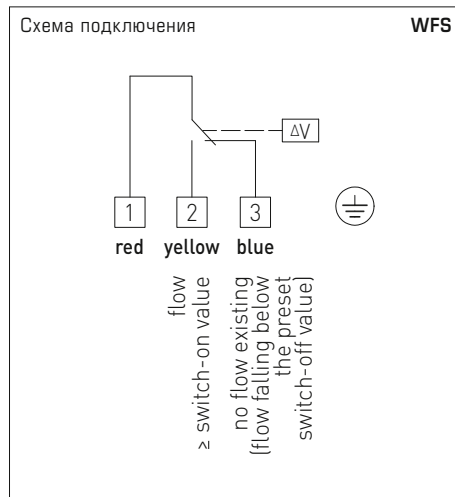 Схема подключения WFS
ΔV
1 2 3
red yellow blue
flow
≥ switch-on value
no flow existing
(flow falling below
the preset
switch-off value)